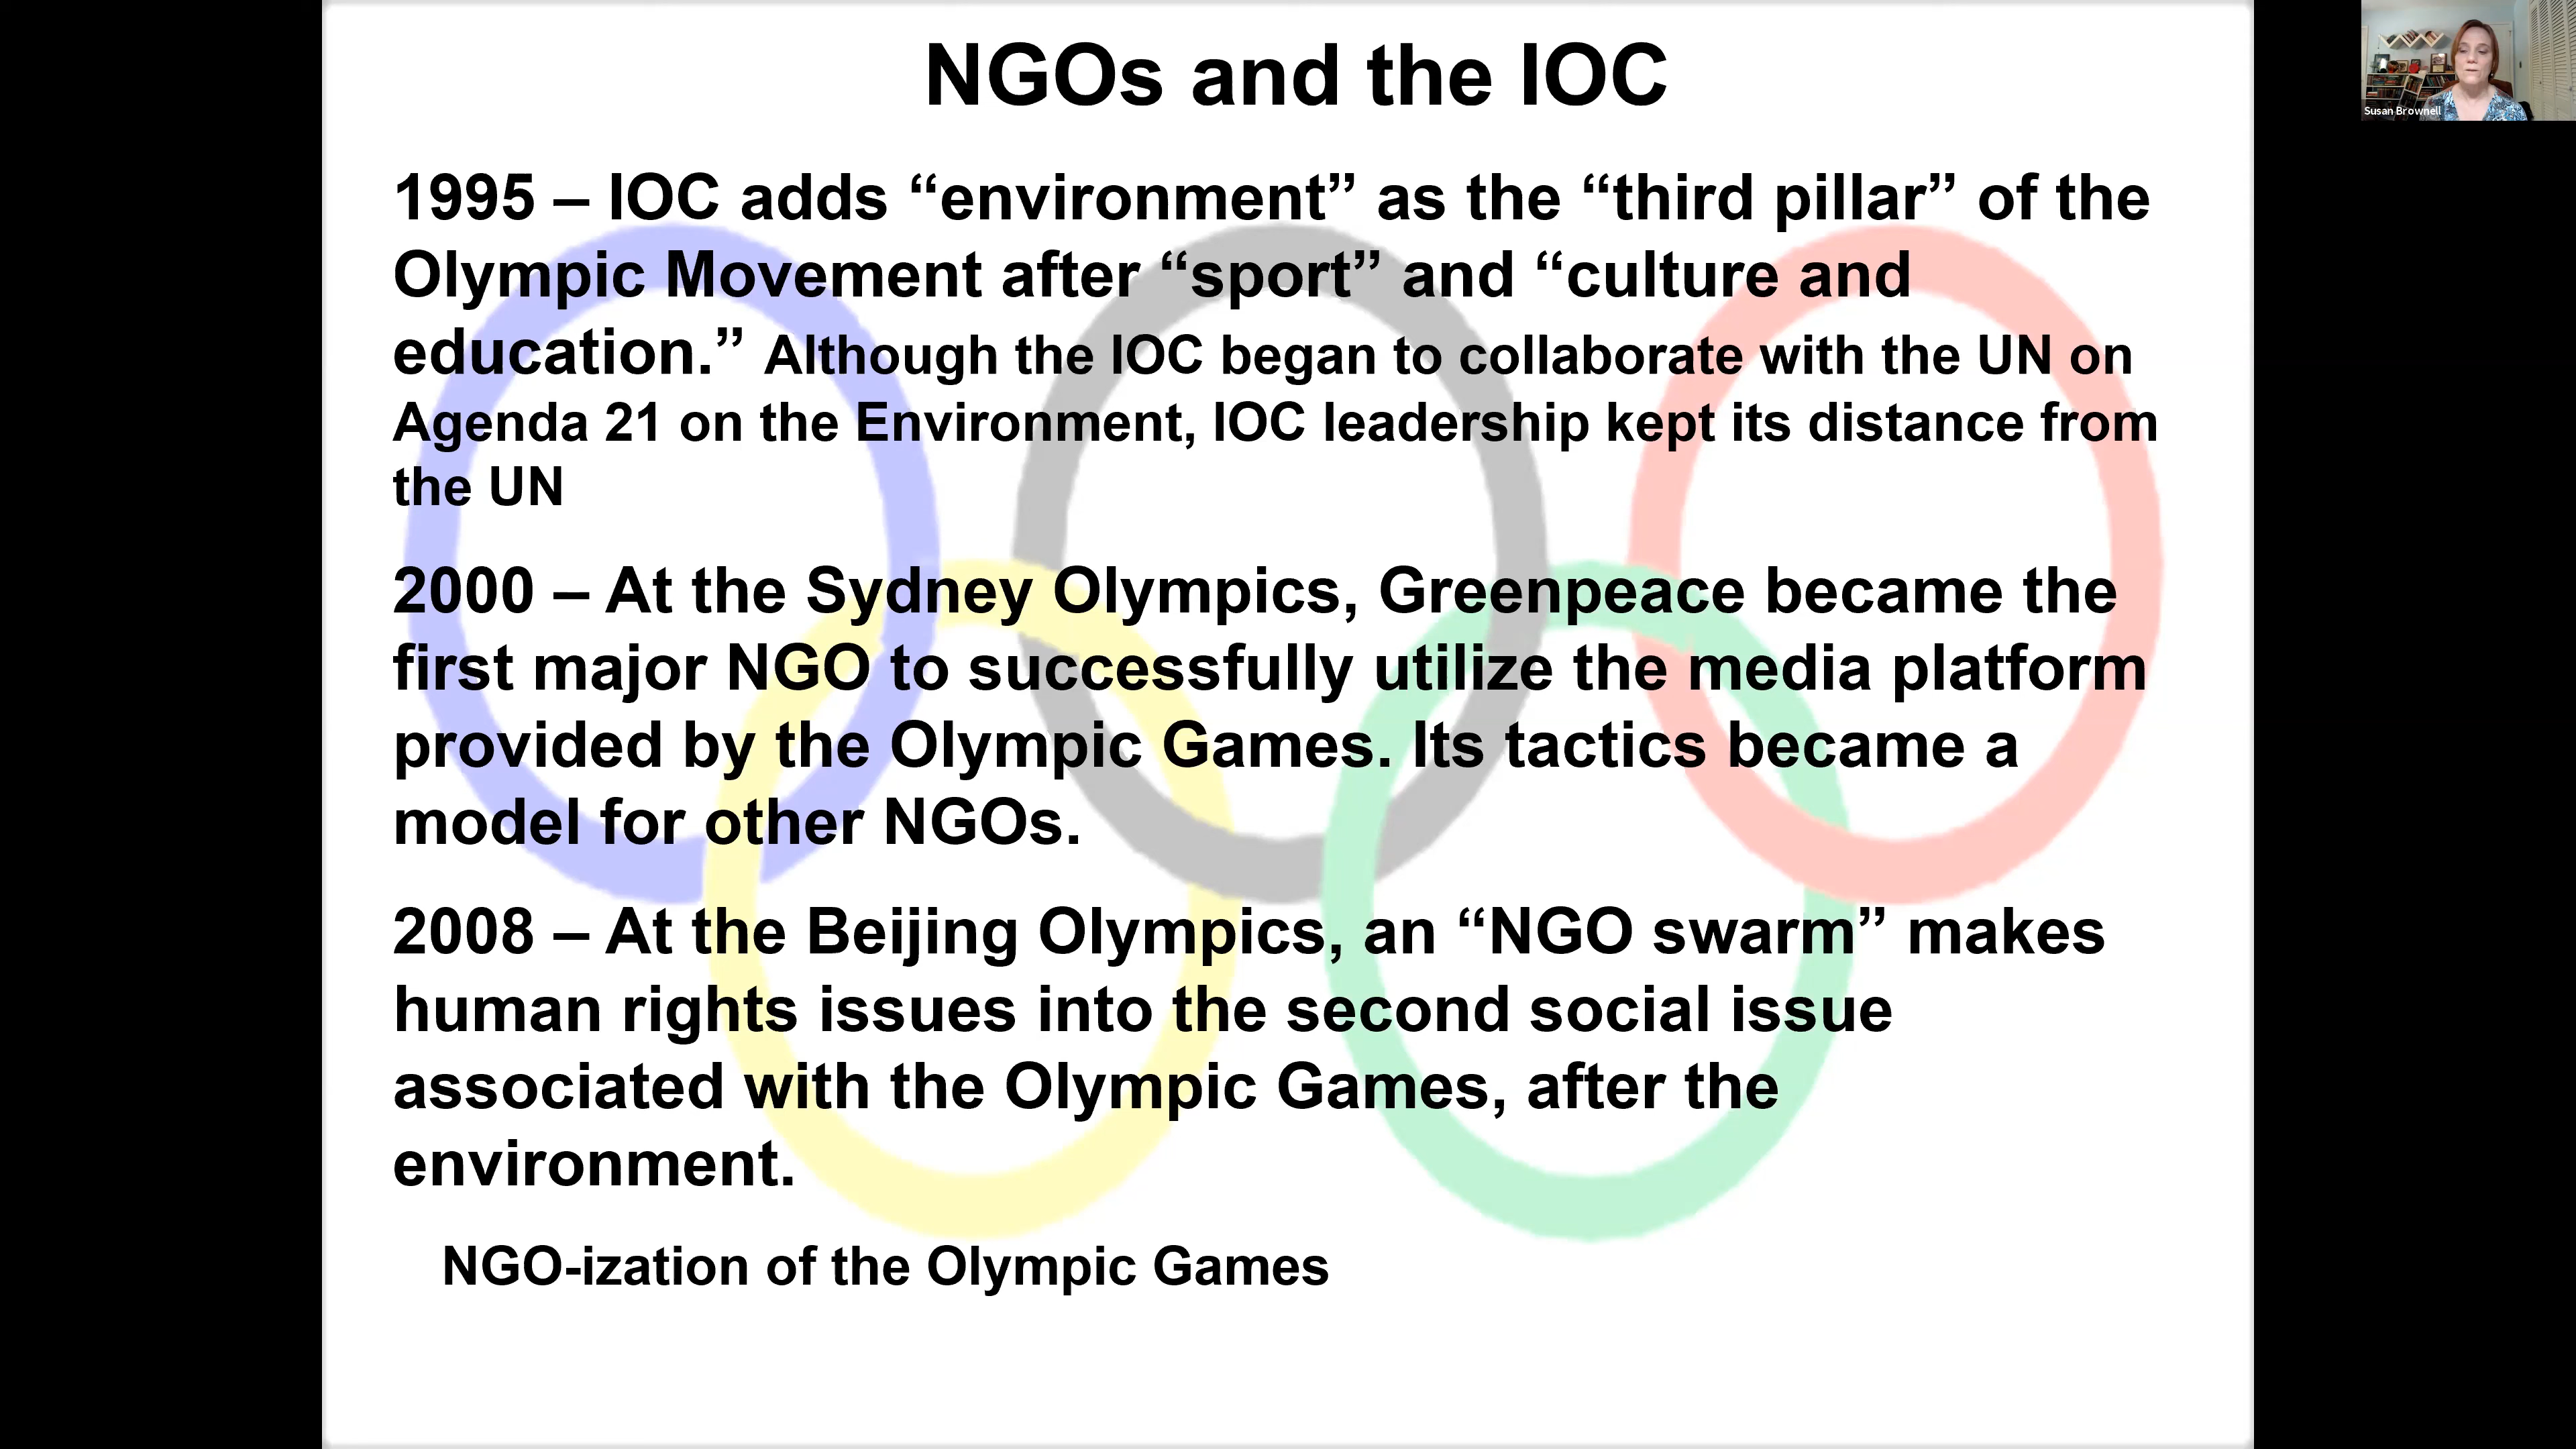 NGOs and the IOC
Susan Brownell
1995 – IOC adds “environment” as the “third pillar” of the
Olympic Movement after “sport” and “culture and
education.” Although the IOC began to collaborate with the UN on
Agenda 21 on the Environment, IOC leadership kept its distance from
the UN
2000 – At the Sydney Olympics, Greenpeace became the
first major NGO to successfully utilize the media platform
provided by the Olympic Games. Its tactics became a
model for other NGOs.
2008 – At the Beijing Olympics, an “NGO swarm” makes
human rights issues into the second social issue
associated with the Olympic Games, after the
environment.
NGO-ization of the Olympic Games